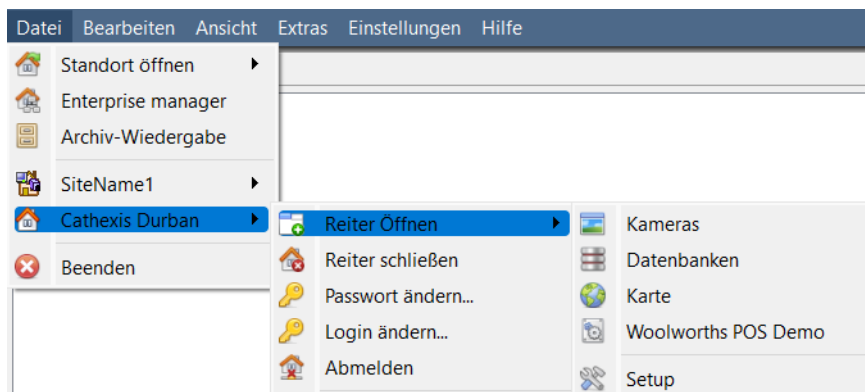 Datei Bearbeiten Ansicht Extras Einstellungen Hilfe
Standort öffnen
Enterprise manager
Archiv-Wiedergabe
SiteName1
Cathexis Durban
Beenden
Reiter Öffnen
Reiter schließen
Passwort ändern...
Login ändern...
Abmelden
Kameras
Datenbanken
Karte
Woolworths POS Demo
Setup